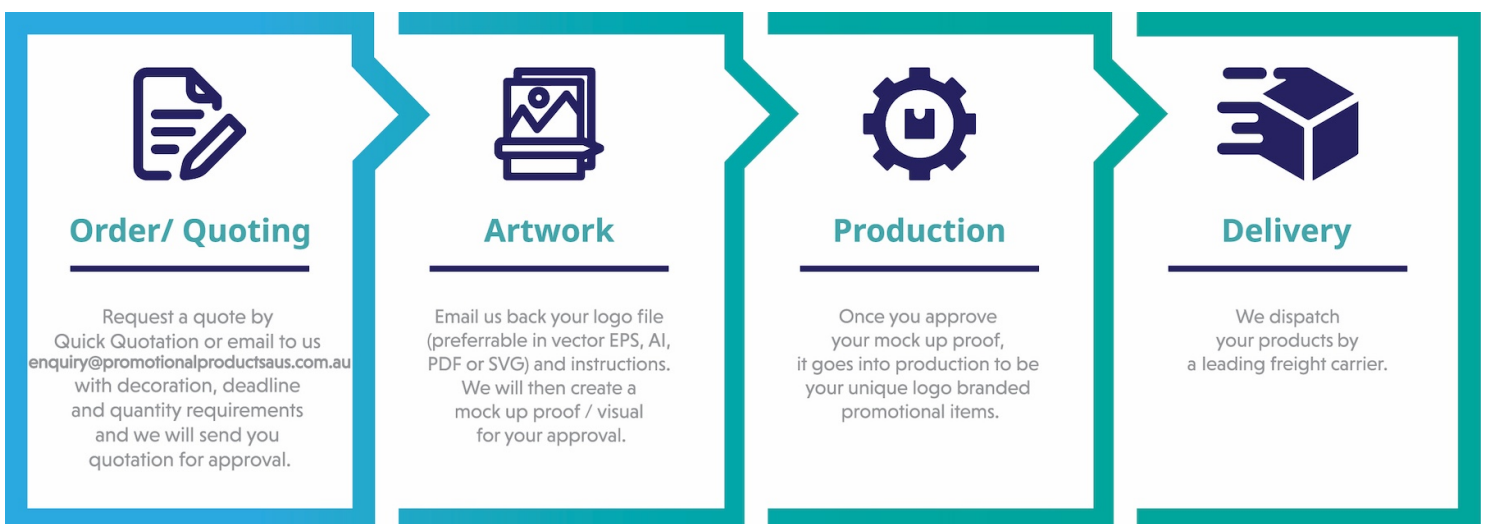 Order/ Quoting
Request a quote by
Quick Quotation or email to us
enquiry@promotionalproductsaus.com.au
with decoration, deadline
and quantity requirements
and we will send you
quotation for approval.
Artwork
Email us back your logo file
(preferrable in vector EPS, AI,
PDF or SVG) and instructions.
We will then create a
mock up proof / visual
for your approval.
Production
Once you approve
your mock up proof,
it goes into production to be
your unique logo branded
promotional items.
Delivery
We dispatch
your products by
a leading freight carrier.